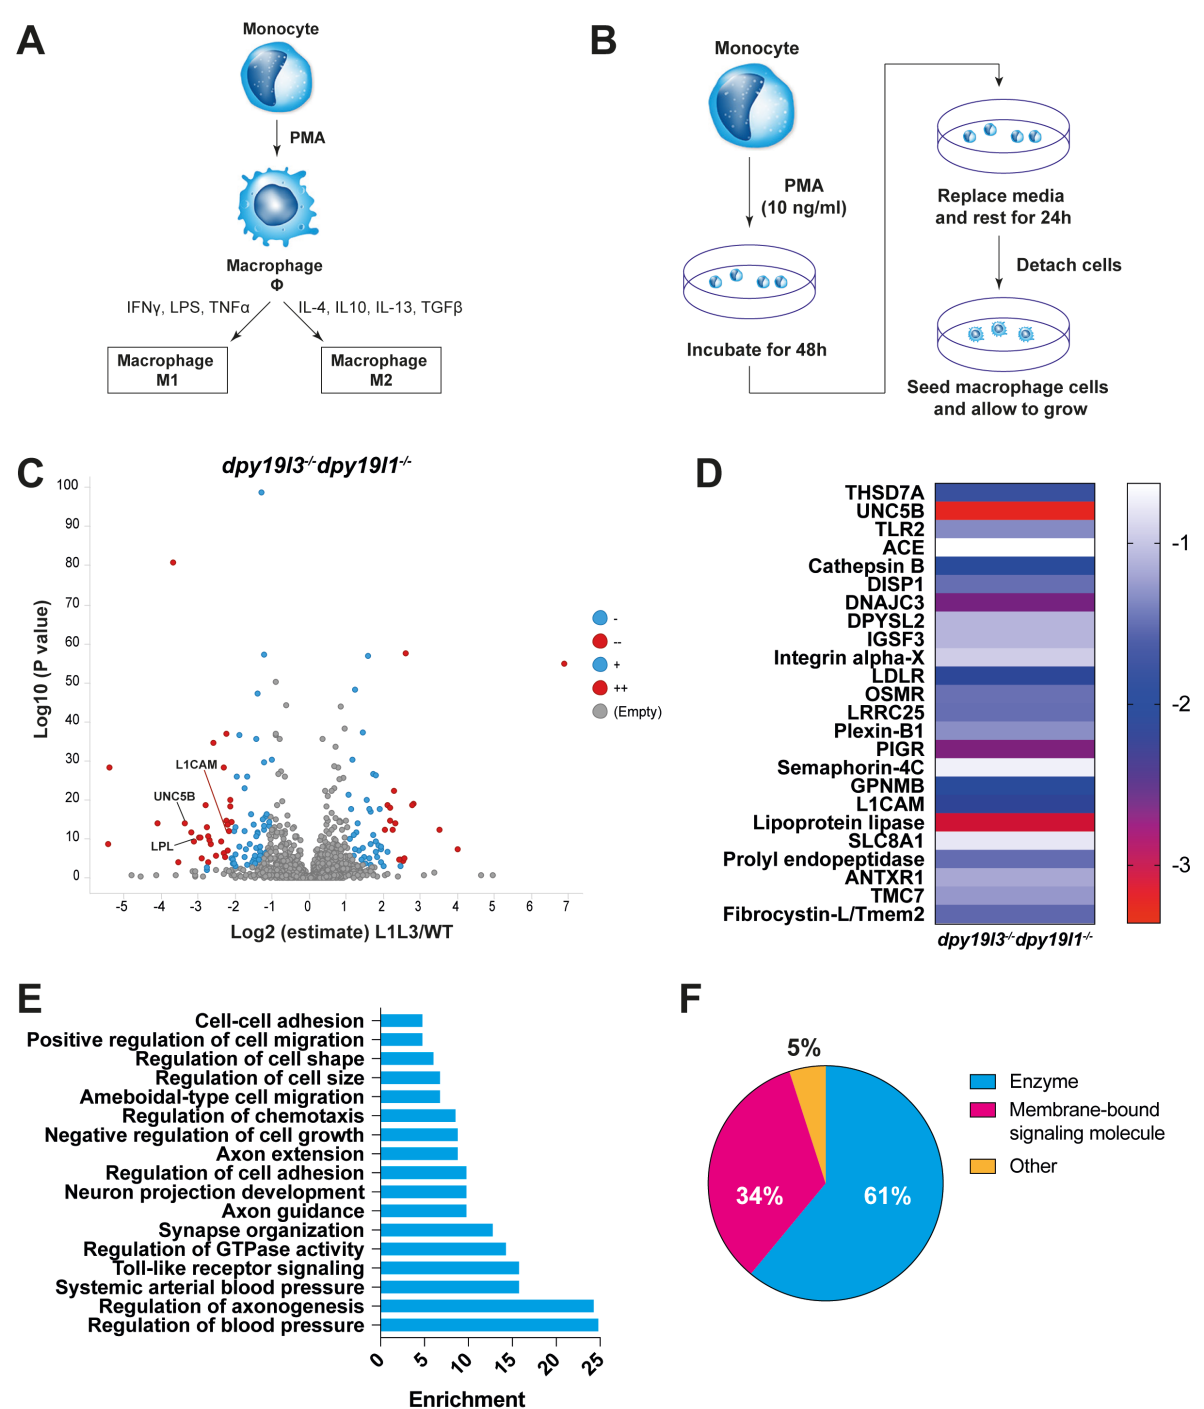 A
Monocyte
PMA
Macrophage
Φ
IFNγ, LPS, TNFα
IL-4, IL10, IL-13, TGFβ
Macrophage
M1
Macrophage
M2
B
Monocyte
PMA
(10 ng/ml)
Incubate for 48h
Replace media
and rest for 24h
Detach cells
Seed macrophage cells
and allow to grow
C
dpy19l3-/-dpy19l1-/-
Log10 (P value)
100
90
80
70
60
50
40
30
20
10
0
L1CAM
UNC5B
LPL
-5
-4
-3
-2
-1
0
1
2
3
4
5
6
7
Log2 (estimate) L1L3/WT
-
--
+
++
(Empty)
D
THSD7A
UNC5B
TLR2
ACE
Cathepsin B
DISP1
DNAJC3
DPYSL2
IGSF3
Integrin alpha-X
LDLR
OSMR
LRRC25
Plexin-B1
PIGR
Semaphorin-4C
GPNMB
L1CAM
Lipoprotein lipase
SLC8A1
Prolyl endopeptidase
ANTXR1
TMC7
Fibrocystin-L/Tmem2
dpy19l3-/-dpy19l1-/-
-1
-2
-3
E
Cell-cell adhesion
Positive regulation of cell migration
Regulation of cell shape
Regulation of cell size
Ameboidal-type cell migration
Regulation of chemotaxis
Negative regulation of cell growth
Axon extension
Regulation of cell adhesion
Neuron projection development
Axon guidance
Synapse organization
Regulation of GTPase activity
Toll-like receptor signaling
Systemic arterial blood pressure
Regulation of axonogenesis
Regulation of blood pressure
0
5
10
15
20
25
Enrichment
F
5%
34%
61%
Enzyme
Membrane-bound
signaling molecule
Other